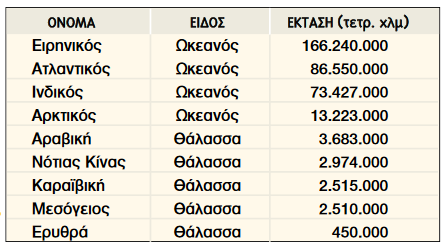 ΟΝΟΜΑ ΕΙΔΟΣ ΕΚΤΑΣΗ (τετρ. χλμ)
Ειρηνικός Ωκεανός 166.240.000
Ατλαντικός Ωκεανός 86.550.000
Ινδικός Ωκεανός 73.427.000
Αρκτικός Ωκεανός 13.223.000
Αραβική Θάλασσα 3.683.000
Νότιας Κίνας Θάλασσα 2.974.000
Καραϊβική Θάλασσα 2.515.000
Μεσόγειος Θάλασσα 2.510.000
Ερυθρά Θάλασσα 450.000